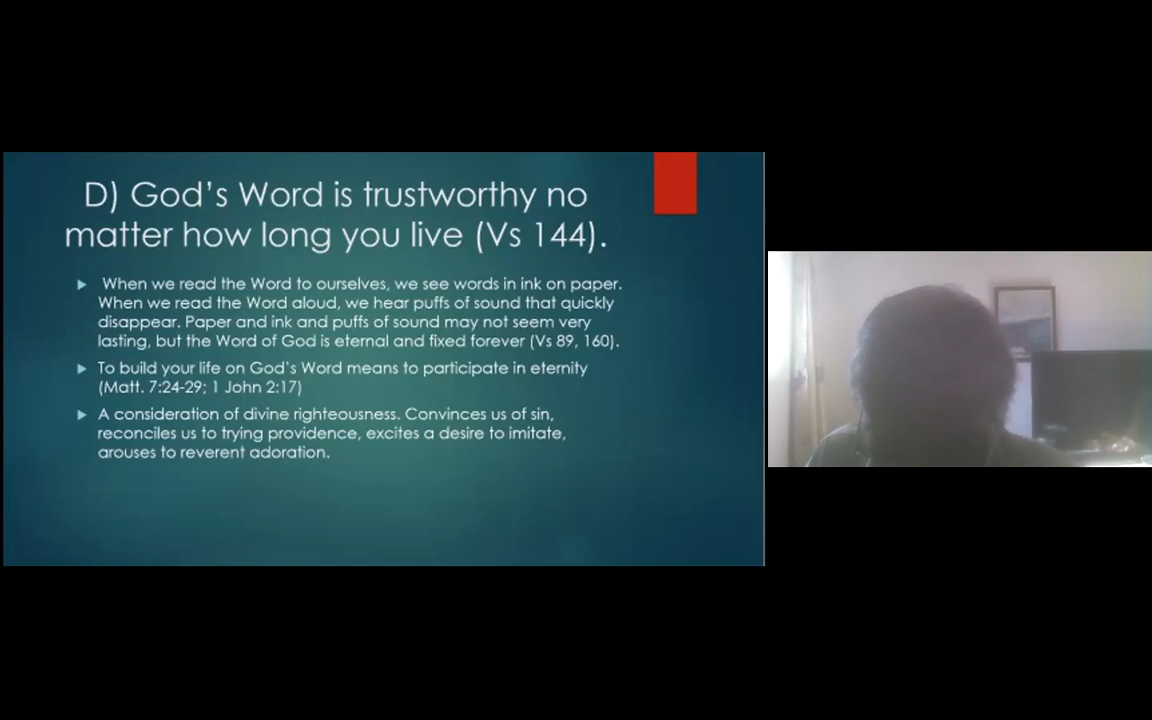 D) God's Word is trustworthy no
matter how long you live (Vs 144).
When we read the Word to ourselves, we see words in ink on paper.
When we read the Word aloud, we hear puffs of sound that quickly
disappear. Paper and ink and puffs of sound may not seem very
lasting, but the Word of God is eternal and fixed forever (Vs 89, 160).
To build your life on God's Word means to participate in eternity
(Matt. 7:24-29; 1 John 2:17)
A consideration of divine righteousness. Convinces us of sin,
reconciles us to trying providence, excites a desire to imitate,
arouses to reverent adoration.